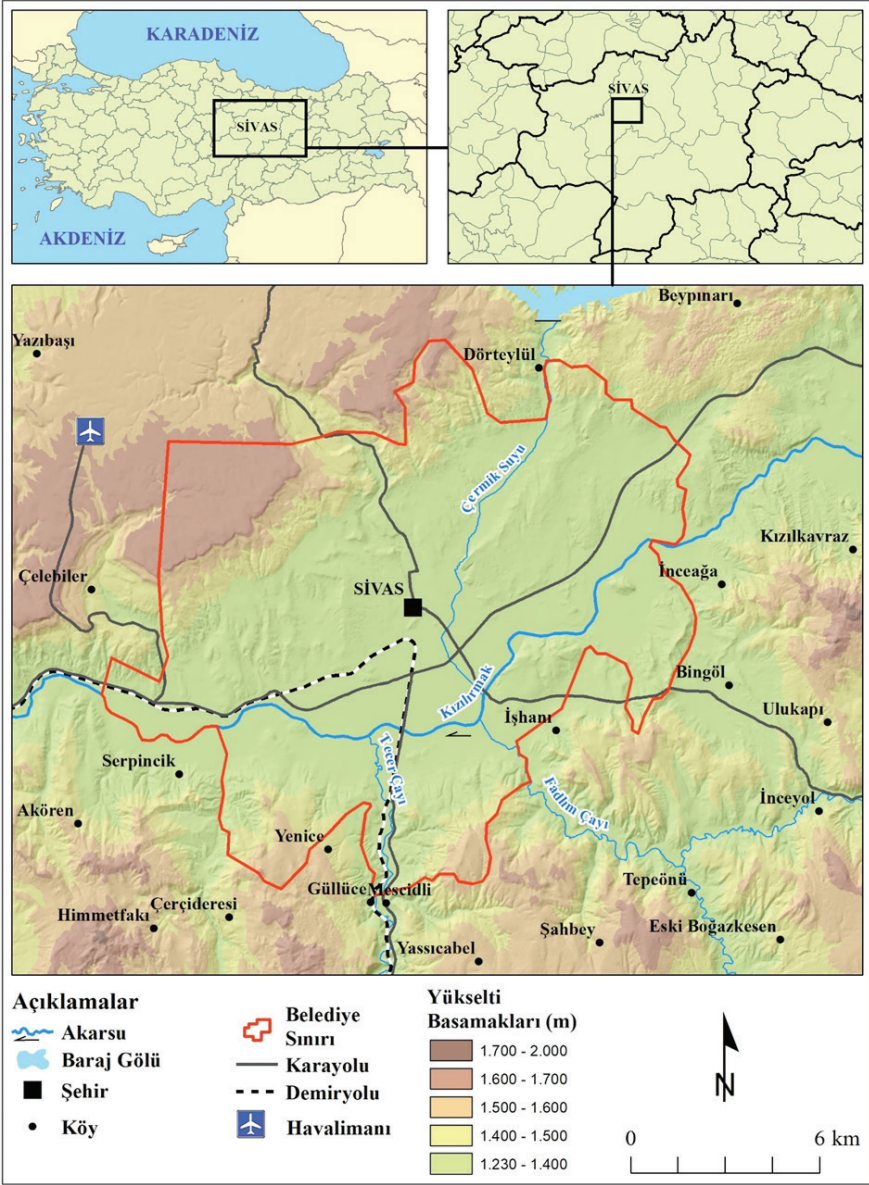 KARADENİZ
SİVAS
AKDENİZ
SİVAS
Beypınarı
Yazıbaşı
Dörteylül
Çermik Suyu
Kızılkavraz
Çelebiler
İnceağa
SİVAS
Bingöl
Kızılırmak
Ulukapı
İşhanı
Tecer Çayı
Serpincik
Fadlım Çayı
İnceyol
Akören
Yenice
Tepeönü
Güllüce
Mescidli
Himmetfakı
Çerçideresi
Şahbey
Eski Boğazkesen
Yassıcabel
Açıklamalar
Akarsu
Baraj Gölü
Şehir
Köy
Belediye
Sınırı
Karayolu
Demiryolu
Havalimanı
Yükselti
Basamakları (m)
1.700 - 2.000
1.600 - 1.700
1.500 - 1.600
1.400 - 1.500
1.230 - 1.400
N
0 6 km